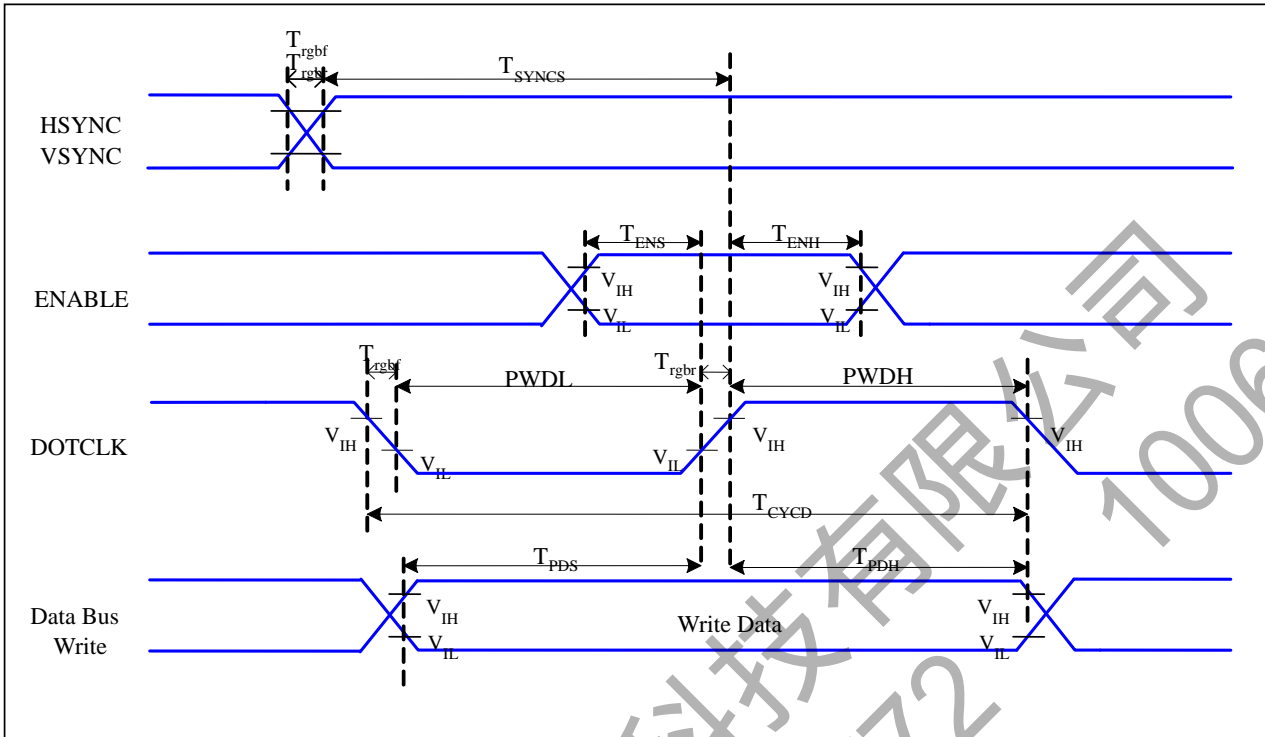 T_rgbf
T_rgbr
T_SYNCS
HSYNC
VSYNC
T_ENS
T_ENH
V_IH
V_IH
ENABLE
V_IL
V_IL
T_rgbf
T_rgbr
PWDL
PWDH
DOTCLK
V_IH
V_IL
V_IL
V_IH
V_IH
T_CYCD
T_PDS
T_PDH
Data Bus
Write
V_IH
V_IL
Write Data
V_IH
V_IL
科技有限公司
1006
72